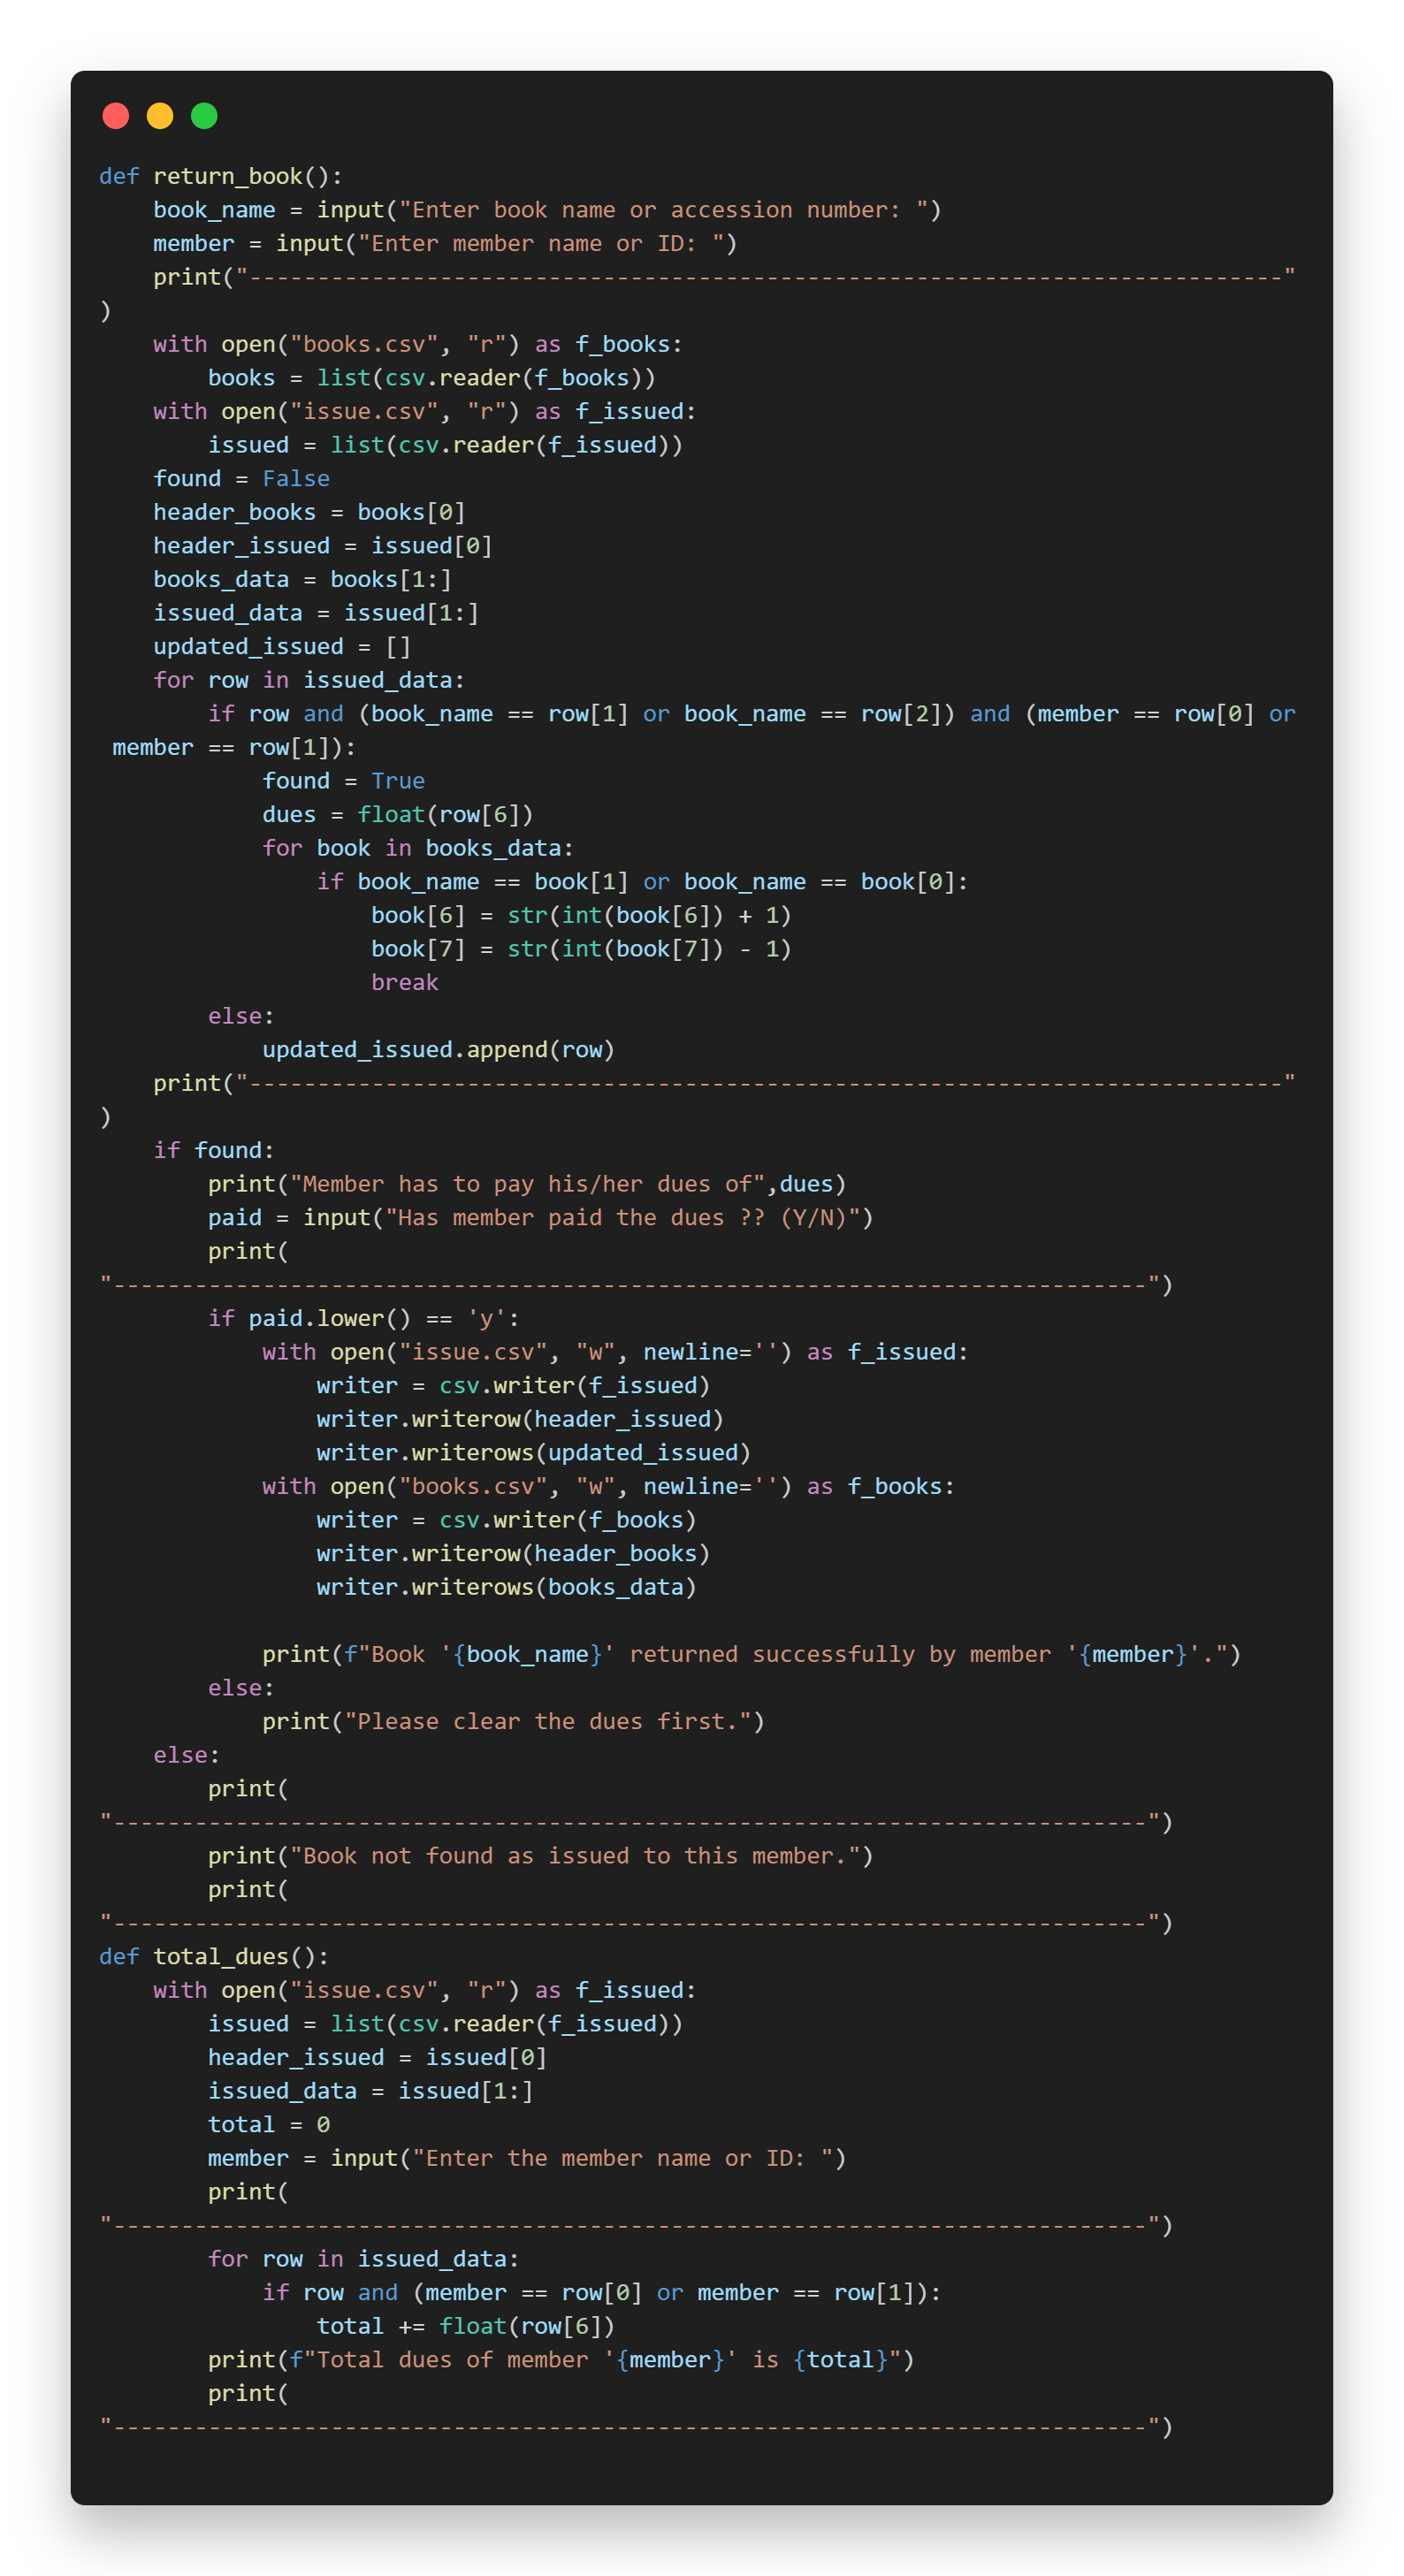 def return_book():
    book_name = input("Enter book name or accession number: ")
    member = input("Enter member name or ID: ")
    print("----------------------------------------------------------------------------"
)
    with open("books.csv", "r") as f_books:
        books = list(csv.reader(f_books))
    with open("issue.csv", "r") as f_issued:
        issued = list(csv.reader(f_issued))
    found = False
    header_books = books[0]
    header_issued = issued[0]
    books_data = books[1:]
    issued_data = issued[1:]
    updated_issued = []
    for row in issued_data:
        if row and (book_name == row[1] or book_name == row[2]) and (member == row[0] or
 member == row[1]):
            found = True
            dues = float(row[6])
            for book in books_data:
                if book_name == book[1] or book_name == book[0]:
                    book[6] = str(int(book[6]) + 1)
                    book[7] = str(int(book[7]) - 1)
                    break
        else:
            updated_issued.append(row)
    print("----------------------------------------------------------------------------"
)
    if found:
        print("Member has to pay his/her dues of",dues)
        paid = input("Has member paid the dues ?? (Y/N)")
        print(
"----------------------------------------------------------------------------")
        if paid.lower() == 'y':
            with open("issue.csv", "w", newline='') as f_issued:
                writer = csv.writer(f_issued)
                writer.writerow(header_issued)
                writer.writerows(updated_issued)
            with open("books.csv", "w", newline='') as f_books:
                writer = csv.writer(f_books)
                writer.writerow(header_books)
                writer.writerows(books_data)

            print(f"Book '{book_name}' returned successfully by member '{member}'.")
        else:
            print("Please clear the dues first.")
    else:
        print(
"----------------------------------------------------------------------------")
        print("Book not found as issued to this member.")
        print(
"----------------------------------------------------------------------------")
def total_dues():
    with open("issue.csv", "r") as f_issued:
        issued = list(csv.reader(f_issued))
        header_issued = issued[0]
        issued_data = issued[1:]
        total = 0
        member = input("Enter the member name or ID: ")
        print(
"----------------------------------------------------------------------------")
        for row in issued_data:
            if row and (member == row[0] or member == row[1]):
                total += float(row[6])
        print(f"Total dues of member '{member}' is {total}")
        print(
"----------------------------------------------------------------------------")